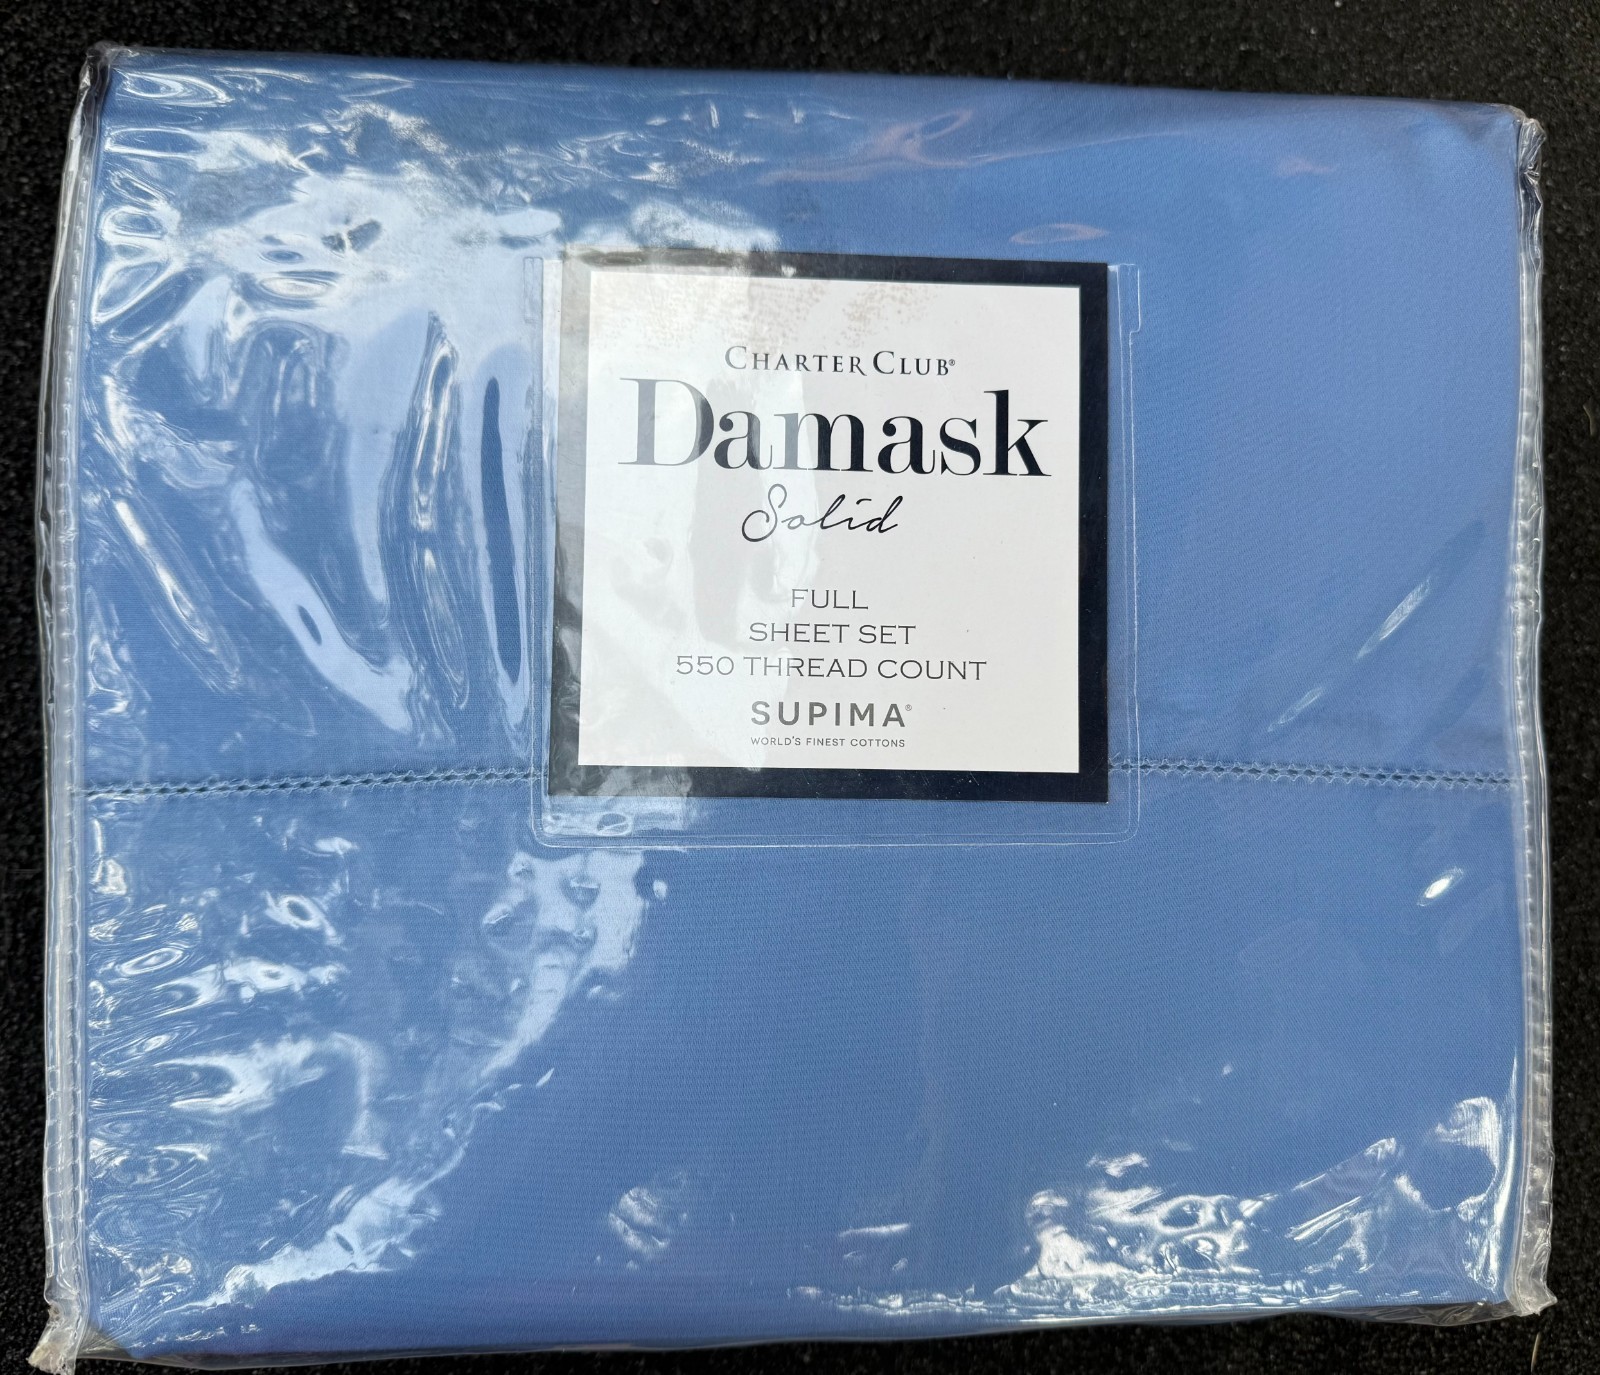 CHARTER CLUB®
Damask
Solid
FULL
SHEET SET
550 THREAD COUNT
SUPIMA®
WORLD'S FINEST COTTONS